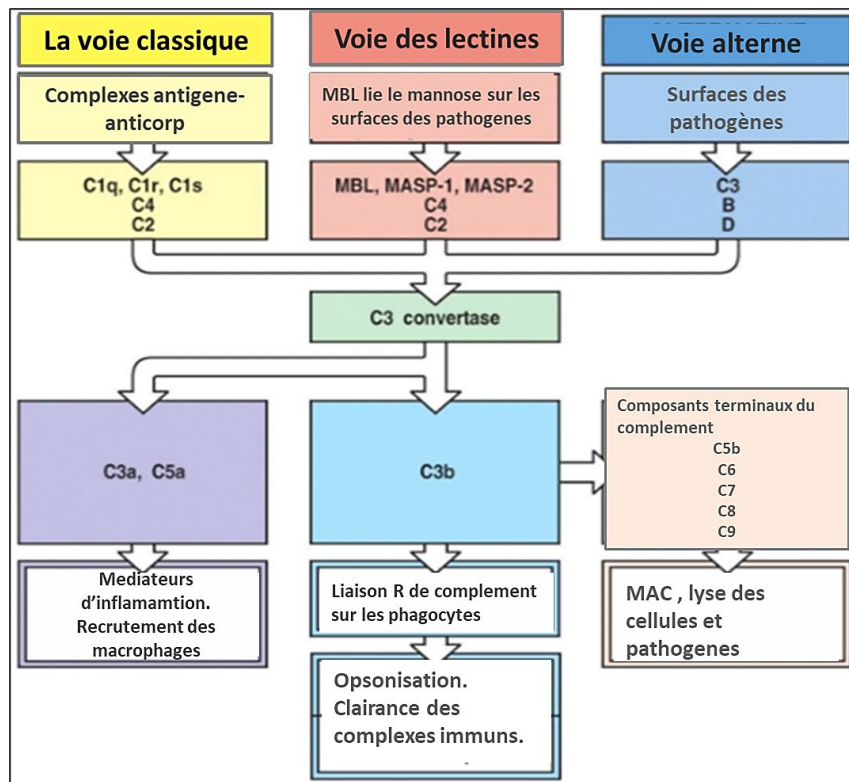 La voie classique
Voie des lectines
Voie alterne
Complexes antigene-
anticorp
MBL lie le mannose sur les
surfaces des pathogenes
Surfaces des
pathogènes
C1q, C1r, C1s
C4
C2
MBL, MASP-1, MASP-2
C4
C2
C3
B
D
C3 convertase
C3a, C5a
C3b
Composants terminaux du
complement
C5b
C6
C7
C8
C9
Mediateurs
d’inflamamtion.
Recrutement des
macrophages
Liaison R de complement
sur les phagocytes
MAC , lyse des
cellules et
pathogenes
Opsonisation.
Clairance des
complexes immuns.